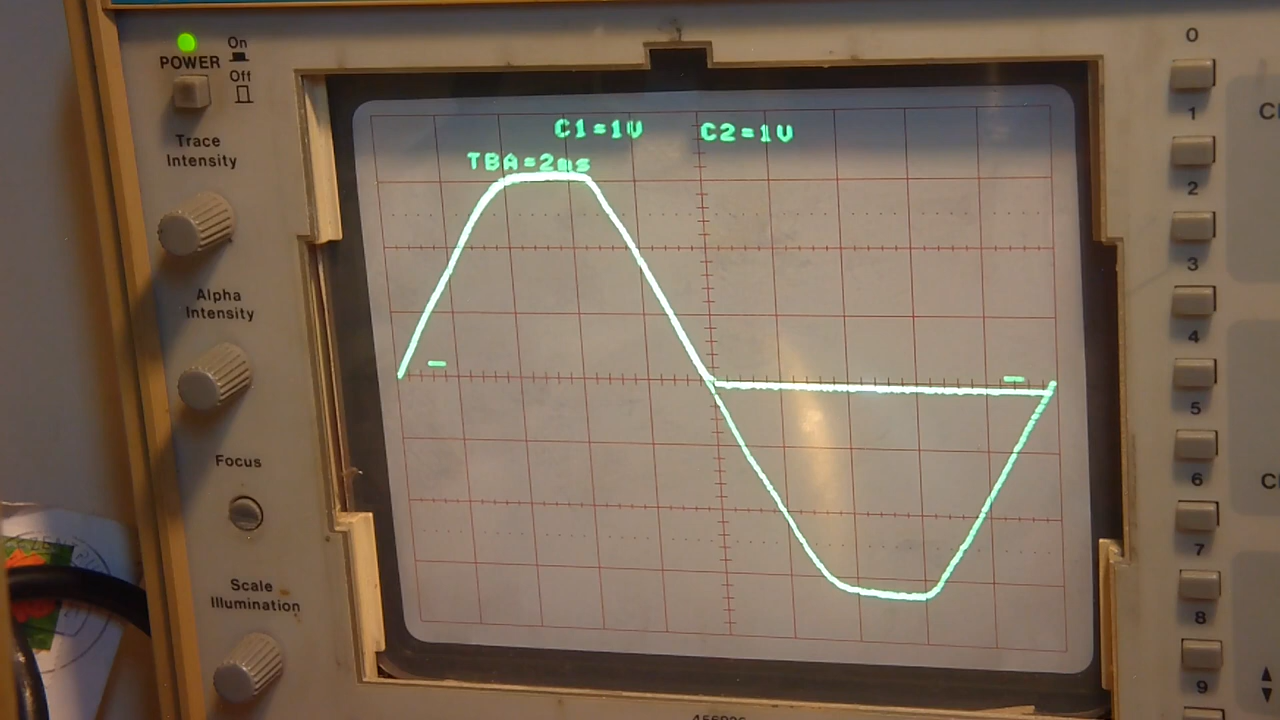 On
POWER
Off
Trace
Intensity
Alpha
Intensity
Focus
Scale
Illumination
C1=1V C2=1V
TBA=2ms
0
1
2
3
4
5
6
7
8
9